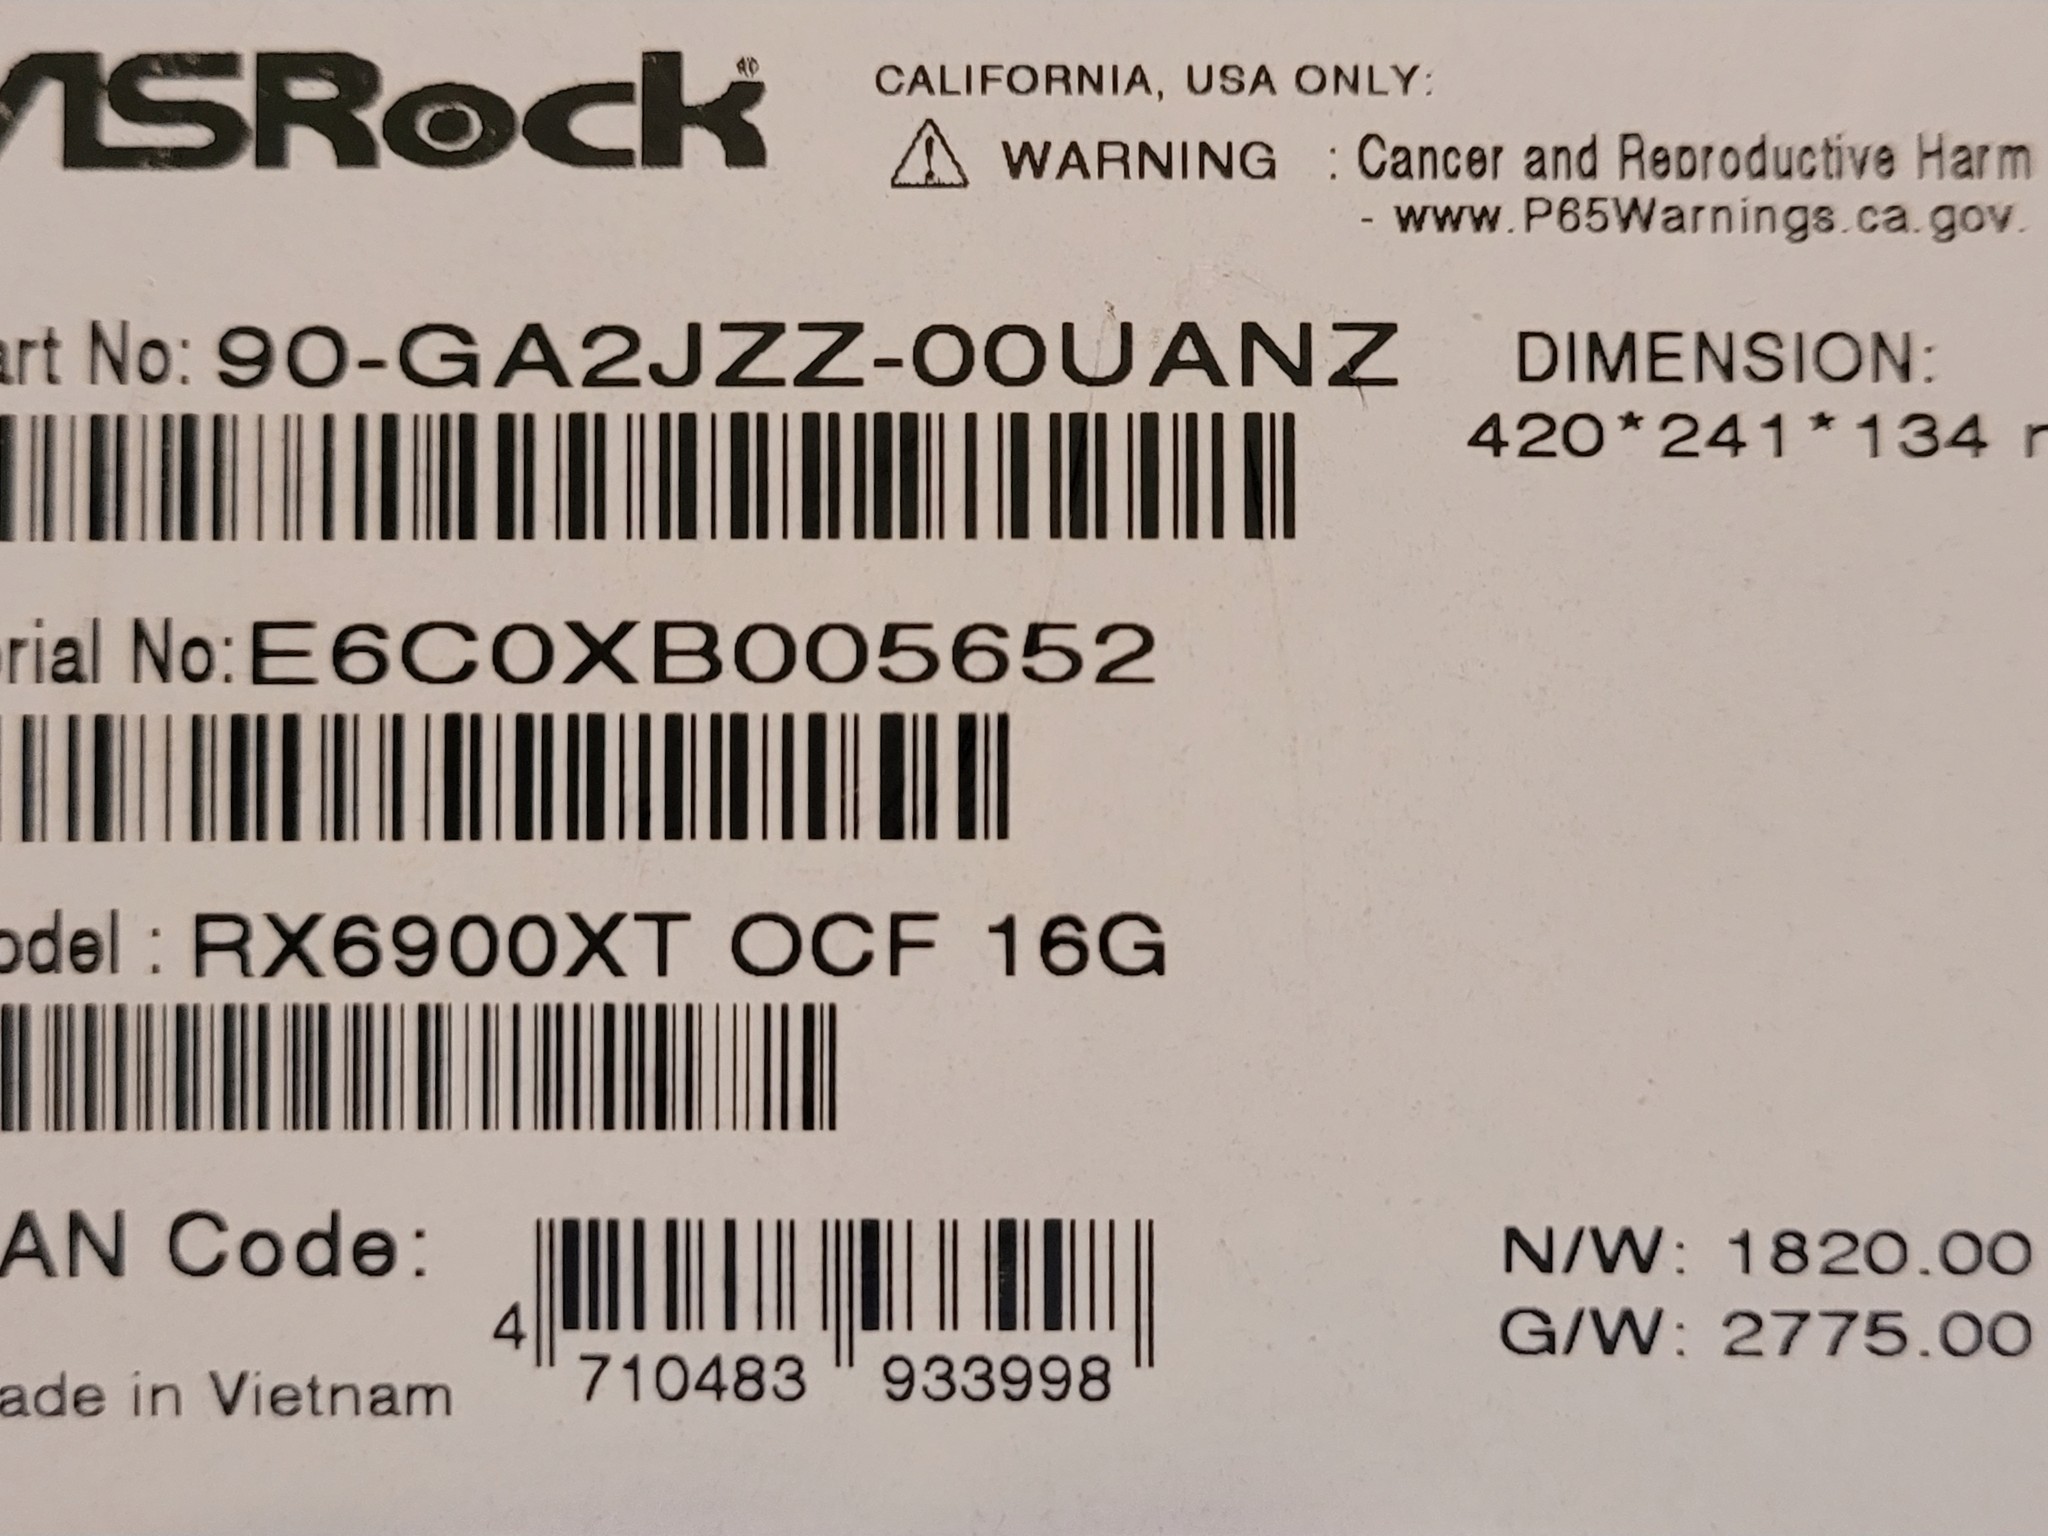 ASRock
CALIFORNIA, USA ONLY:
⚠ WARNING : Cancer and Reproductive Harm
- www.P65Warnings.ca.gov.
art No: 90-GA2JZZ-00UANZ
DIMENSION:
420*241*134
rial No:E6C0XB005652
odel : RX6900XT OCF 16G
AN Code:
4 710483 933998
ade in Vietnam
N/W: 1820.00
G/W: 2775.00